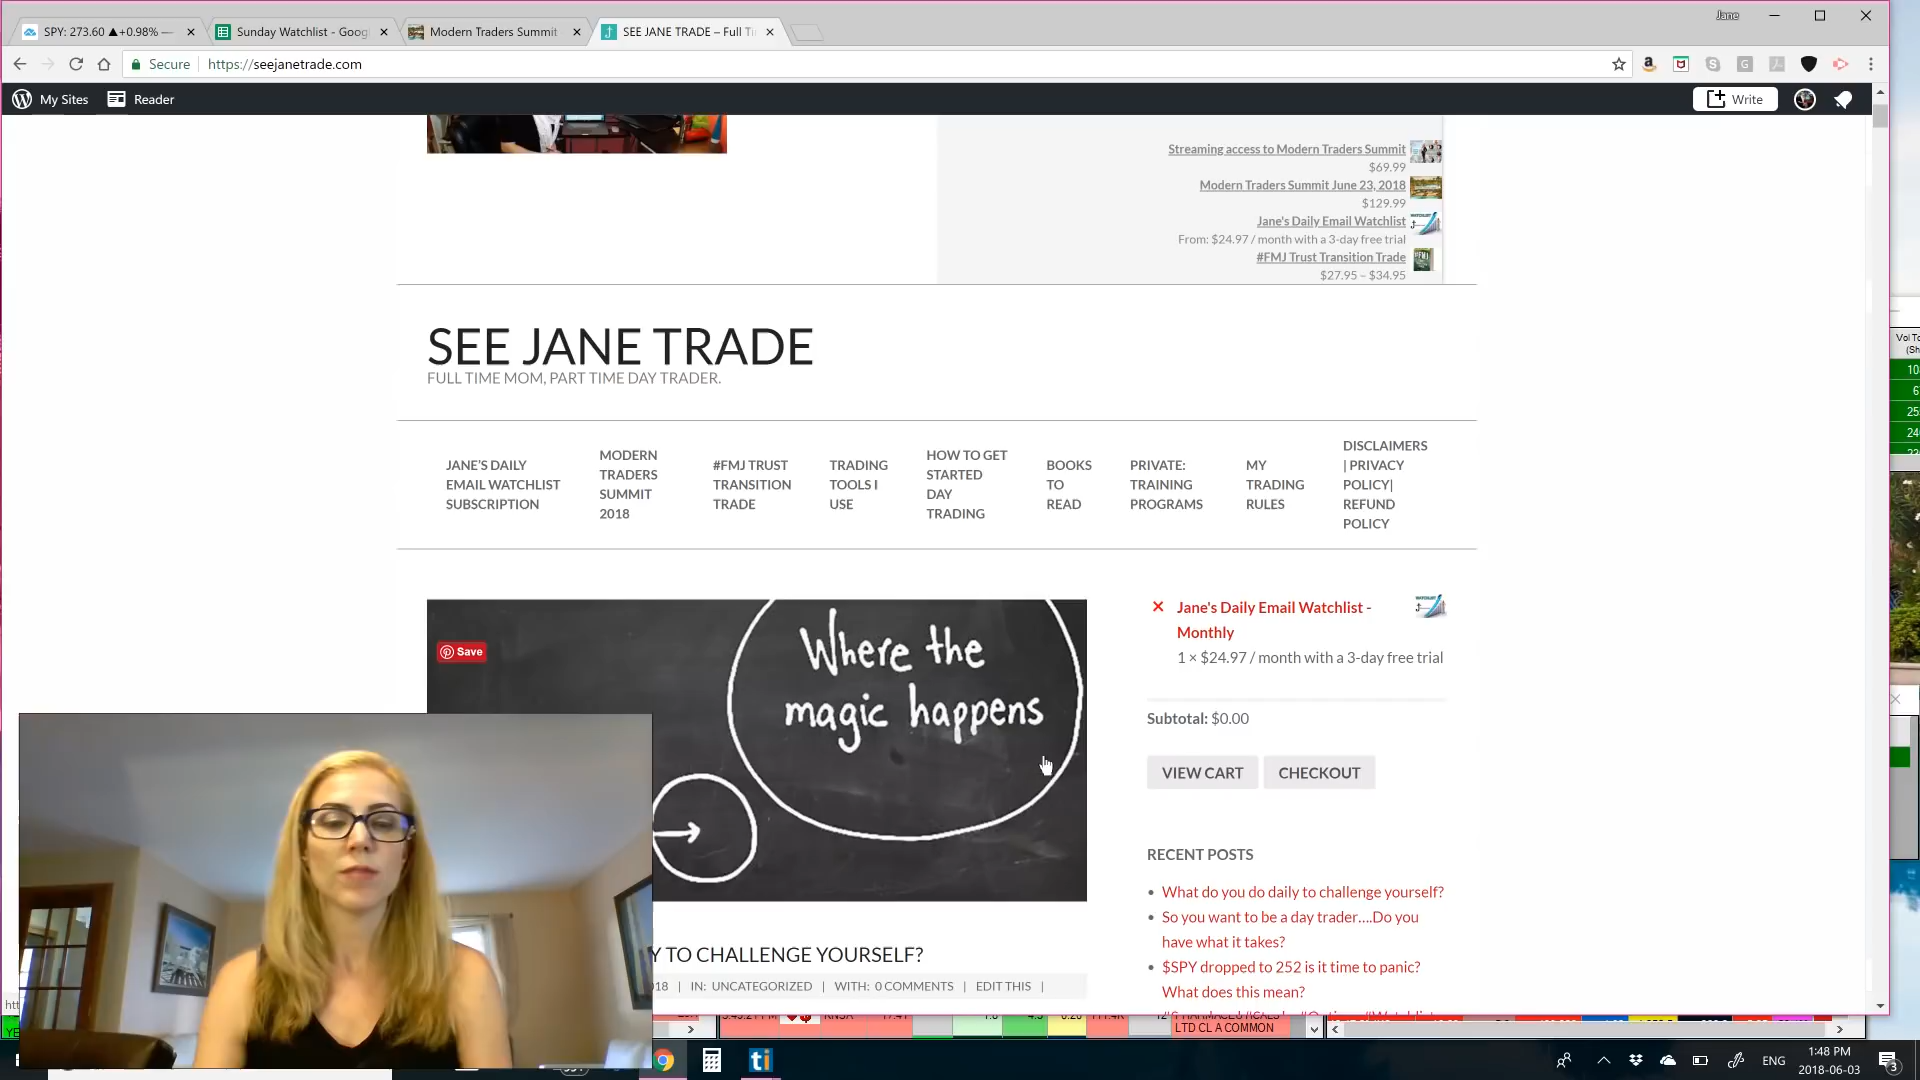 Jane
SPY: 273.60 ▲+0.98% —
Sunday Watchlist - Goog
Modern Traders Summit
SEE JANE TRADE – Full Ti
Secure
https://seejanetrade.com
My Sites
Reader
Write
Streaming access to Modern Traders Summit
$69.99
Modern Traders Summit June 23, 2018
$129.99
Jane's Daily Email Watchlist
From: $24.97 / month with a 3-day free trial
#FMJ Trust Transition Trade
$27.95 – $34.95
SEE JANE TRADE
FULL TIME MOM, PART TIME DAY TRADER.
JANE'S DAILY
EMAIL WATCHLIST
SUBSCRIPTION
MODERN
TRADERS
SUMMIT
2018
#FMJ TRUST
TRANSITION
TRADE
TRADING
TOOLS I
USE
HOW TO GET
STARTED
DAY
TRADING
BOOKS
TO
READ
PRIVATE:
TRAINING
PROGRAMS
MY
TRADING
RULES
DISCLAIMERS
| PRIVACY
POLICY|
REFUND
POLICY
Save
Where the
magic happens
Jane's Daily Email Watchlist -
Monthly
1 × $24.97 / month with a 3-day free trial
Subtotal: $0.00
VIEW CART
CHECKOUT
RECENT POSTS
• What do you do daily to challenge yourself?
• So you want to be a day trader....Do you
have what it takes?
• $SPY dropped to 252 is it time to panic?
What does this mean?
Y TO CHALLENGE YOURSELF?
018 | IN: UNCATEGORIZED | WITH: 0 COMMENTS | EDIT THIS |
LTD CL A COMMON
ti
ENG
1:48 PM
2018-06-03
3